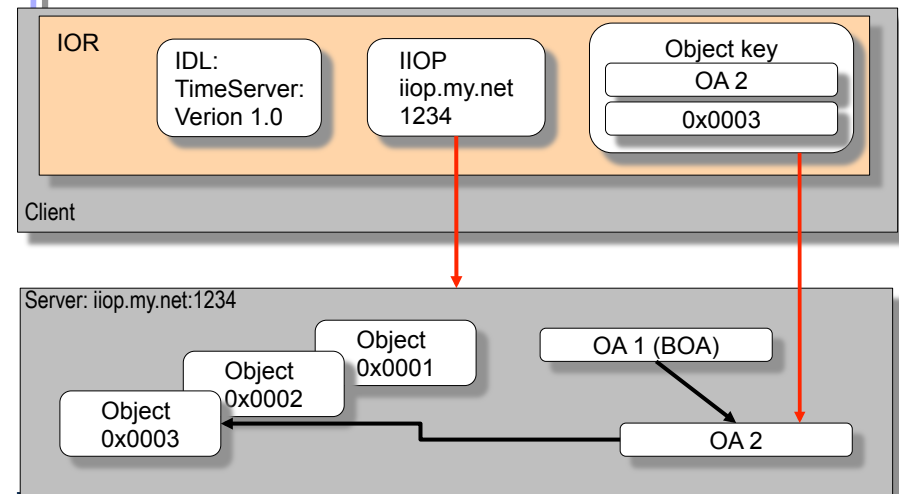 IOR
IDL:
TimeServer:
Verion 1.0
IIOP
iiop.my.net
1234
Object key
OA 2
0x0003
Client
Server: iiop.my.net:1234
Object
0x0001
Object
0x0002
Object
0x0003
OA 1 (BOA)
OA 2